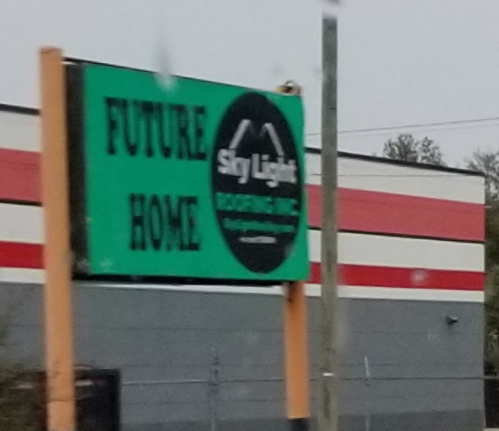 FUTURE
HOME
Sky Light
ROOFING INC